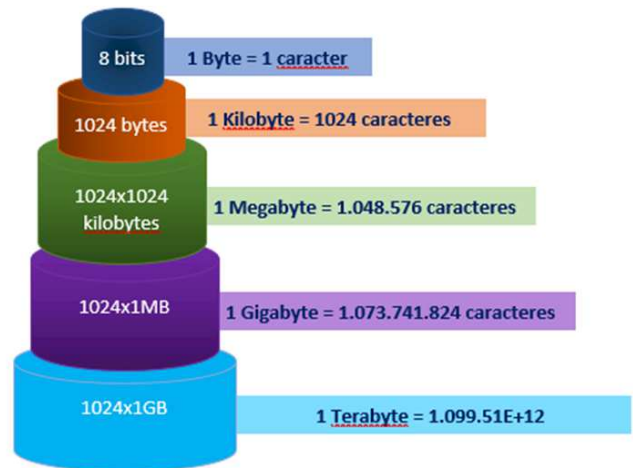 8 bits
1 Byte = 1 caracter
1024 bytes
1 Kilobyte = 1024 caracteres
1024x1024
kilobytes
1 Megabyte = 1.048.576 caracteres
1024x1MB
1 Gigabyte = 1.073.741.824 caracteres
1024x1GB
1 Terabyte = 1.099.51E+12